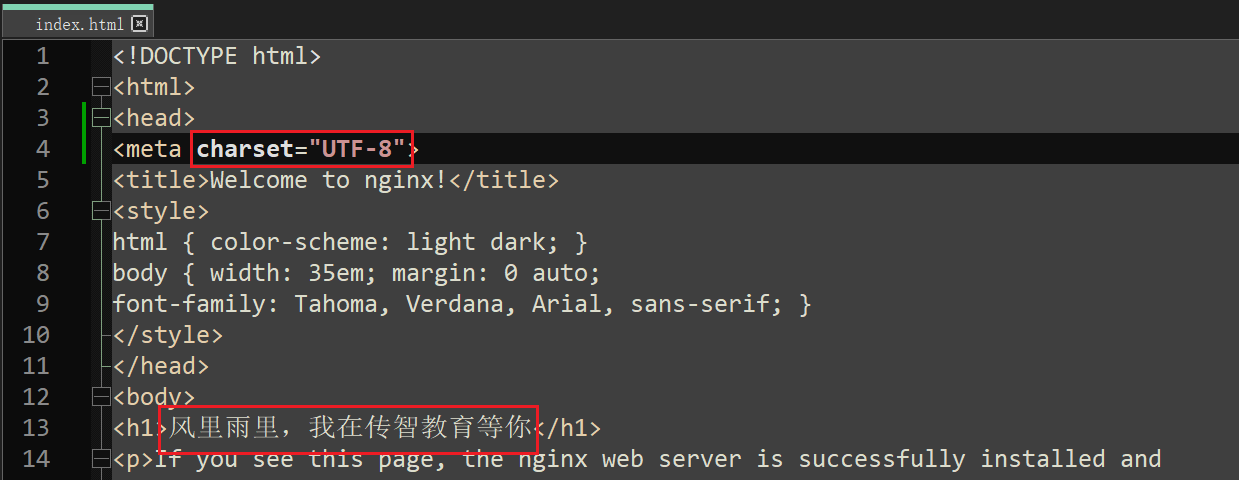 index.html
1 <!DOCTYPE html>
2 <html>
3 <head>
4 <meta charset="UTF-8">
5 <title>Welcome to nginx!</title>
6 <style>
7 html { color-scheme: light dark; }
8 body { width: 35em; margin: 0 auto;
9 font-family: Tahoma, Verdana, Arial, sans-serif; }
10 </style>
11 </head>
12 <body>
13 <h1>风里雨里，我在传智教育等你</h1>
14 <p>If you see this page, the nginx web server is successfully installed and